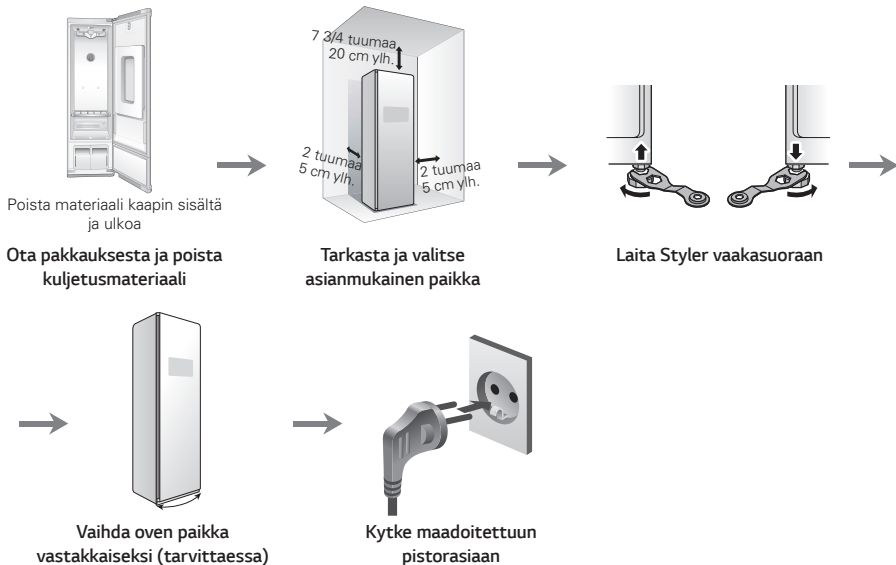 7 3/4 tuumaa
20 cm ylh.
2 tuumaa
5 cm ylh.
2 tuumaa
5 cm ylh.
Poista materiaali kaapin sisältä
ja ulkoa
Ota pakkauksesta ja poista
kuljetusmateriaali
Tarkasta ja valitse
asianmukainen paikka
Laita Styler vaakasuoraan
Vaihda oven paikka
vastakkaiseksi (tarvittaessa)
Kytke maadoitettuun
pistorasiaan